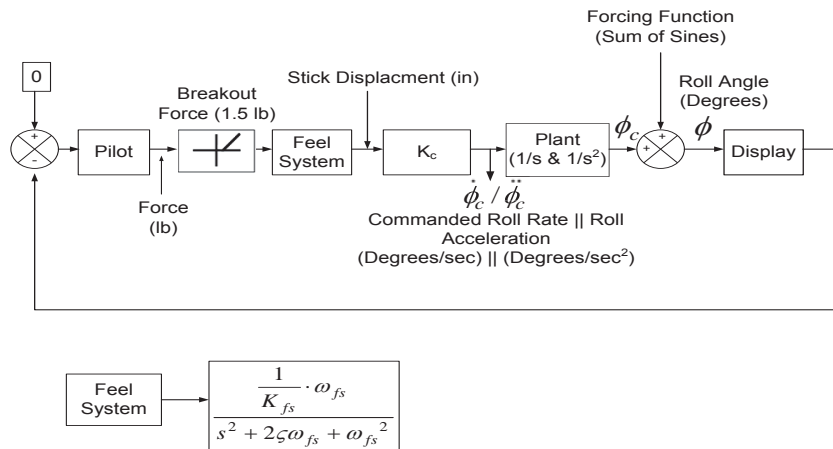 Forcing Function
(Sum of Sines)
0
Stick Displacment (in)
Roll Angle
(Degrees)
Breakout
Force (1.5 lb)
+
-
Pilot
Feel
System
K_c
Plant
(1/s & 1/s²)
ϕ_c
+
+
ϕ
Display
Force
(lb)
ϕ̇_c / ϕ̈_c
Commanded Roll Rate || Roll
Acceleration
(Degrees/sec) || (Degrees/sec²)
Feel
System
1
K_fs
· ω_fs
s² + 2ςω_fs + ω_fs²